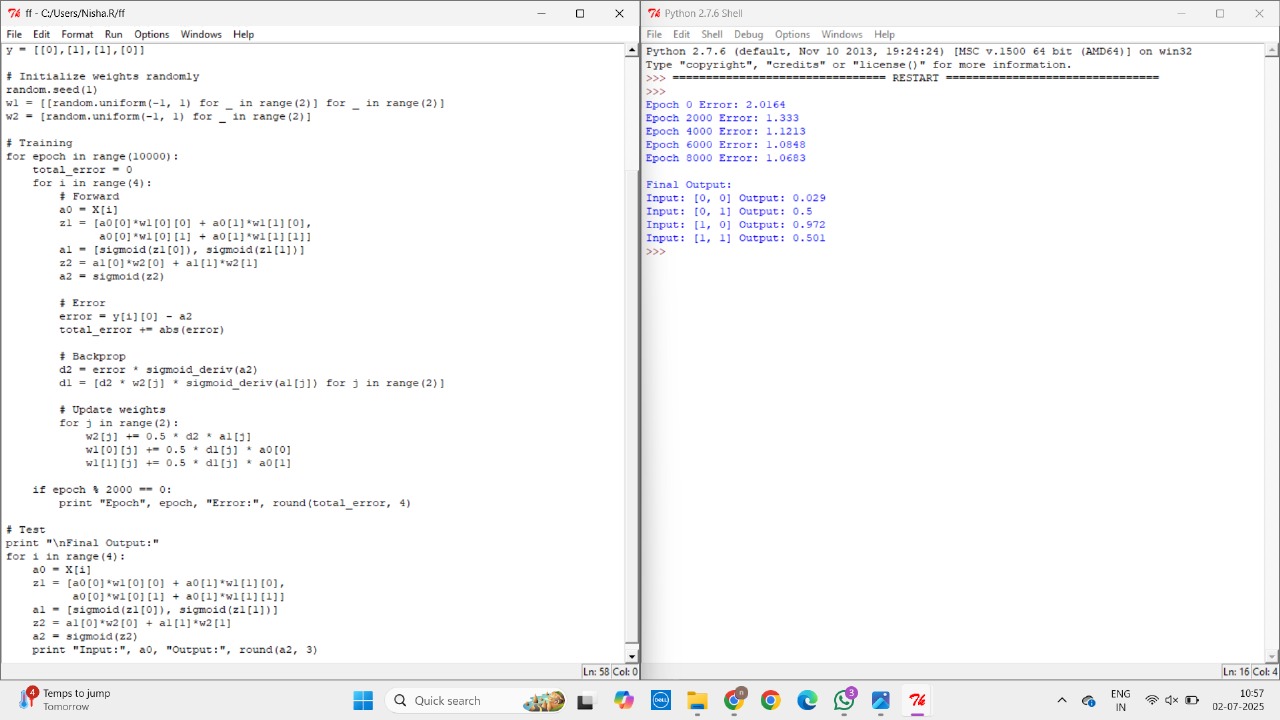 ff - C:/Users/Nisha.R/ff
File Edit Format Run Options Windows Help
y = [[0],[1],[1],[0]]
# Initialize weights randomly
random.seed(1)
w1 = [[random.uniform(-1, 1) for _ in range(2)] for _ in range(2)]
w2 = [random.uniform(-1, 1) for _ in range(2)]
# Training
for epoch in range(10000):
    total_error = 0
    for i in range(4):
        # Forward
        a0 = X[i]
        z1 = [a0[0]*w1[0][0] + a0[1]*w1[1][0],
              a0[0]*w1[0][1] + a0[1]*w1[1][1]]
        a1 = [sigmoid(z1[0]), sigmoid(z1[1])]
        z2 = a1[0]*w2[0] + a1[1]*w2[1]
        a2 = sigmoid(z2)
        # Error
        error = y[i][0] - a2
        total_error += abs(error)
        # Backprop
        d2 = error * sigmoid_deriv(a2)
        d1 = [d2 * w2[j] * sigmoid_deriv(a1[j]) for j in range(2)]
        # Update weights
        for j in range(2):
            w2[j] += 0.5 * d2 * a1[j]
            w1[0][j] += 0.5 * d1[j] * a0[0]
            w1[1][j] += 0.5 * d1[j] * a0[1]
    if epoch % 2000 == 0:
        print "Epoch", epoch, "Error:", round(total_error, 4)
# Test
print "\nFinal Output:"
for i in range(4):
    a0 = X[i]
    z1 = [a0[0]*w1[0][0] + a0[1]*w1[1][0],
          a0[0]*w1[0][1] + a0[1]*w1[1][1]]
    a1 = [sigmoid(z1[0]), sigmoid(z1[1])]
    z2 = a1[0]*w2[0] + a1[1]*w2[1]
    a2 = sigmoid(z2)
    print "Input:", a0, "Output:", round(a2, 3)
Ln: 58 Col: 0
Python 2.7.6 Shell
File Edit Shell Debug Options Windows Help
Python 2.7.6 (default, Nov 10 2013, 19:24:24) [MSC v.1500 64 bit (AMD64)] on win32
Type "copyright", "credits" or "license()" for more information.
>>> ================================ RESTART ================================
>>>
Epoch 0 Error: 2.0164
Epoch 2000 Error: 1.333
Epoch 4000 Error: 1.1213
Epoch 6000 Error: 1.0848
Epoch 8000 Error: 1.0683
Final Output:
Input: [0, 0] Output: 0.029
Input: [0, 1] Output: 0.5
Input: [1, 0] Output: 0.972
Input: [1, 1] Output: 0.501
>>>
Ln: 16 Col: 4
4
Temps to jump
Tomorrow
Quick search
DELL
n
3
ENG
IN
10:57
02-07-2025